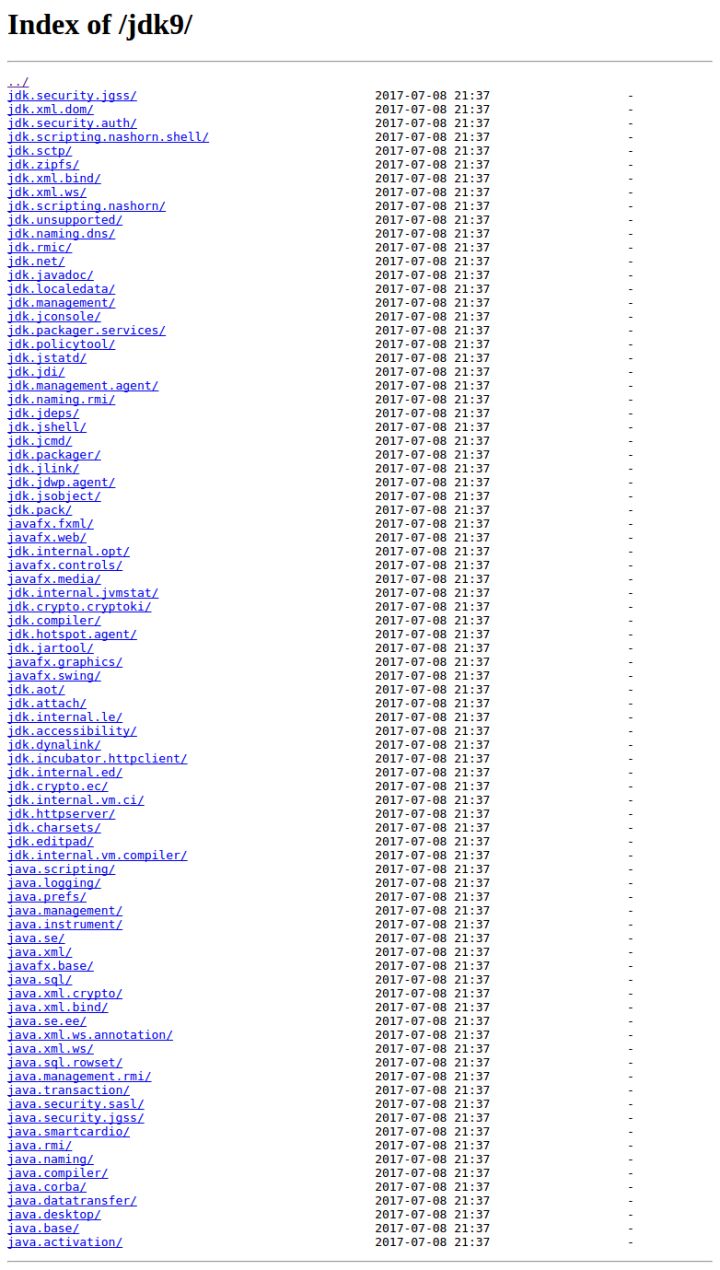 Index of /jdk9/
../
jdk.security.jgss/ 2017-07-08 21:37 -
jdk.xml.dom/ 2017-07-08 21:37 -
jdk.security.auth/ 2017-07-08 21:37 -
jdk.scripting.nashorn.shell/ 2017-07-08 21:37 -
jdk.sctp/ 2017-07-08 21:37 -
jdk.zipfs/ 2017-07-08 21:37 -
jdk.xml.bind/ 2017-07-08 21:37 -
jdk.xml.ws/ 2017-07-08 21:37 -
jdk.scripting.nashorn/ 2017-07-08 21:37 -
jdk.unsupported/ 2017-07-08 21:37 -
jdk.naming.dns/ 2017-07-08 21:37 -
jdk.rmic/ 2017-07-08 21:37 -
jdk.net/ 2017-07-08 21:37 -
jdk.javadoc/ 2017-07-08 21:37 -
jdk.localedata/ 2017-07-08 21:37 -
jdk.management/ 2017-07-08 21:37 -
jdk.jconsole/ 2017-07-08 21:37 -
jdk.packager.services/ 2017-07-08 21:37 -
jdk.policytool/ 2017-07-08 21:37 -
jdk.jstatd/ 2017-07-08 21:37 -
jdk.jdi/ 2017-07-08 21:37 -
jdk.management.agent/ 2017-07-08 21:37 -
jdk.naming.rmi/ 2017-07-08 21:37 -
jdk.jdeps/ 2017-07-08 21:37 -
jdk.jshell/ 2017-07-08 21:37 -
jdk.jcmd/ 2017-07-08 21:37 -
jdk.packager/ 2017-07-08 21:37 -
jdk.jlink/ 2017-07-08 21:37 -
jdk.jdwp.agent/ 2017-07-08 21:37 -
jdk.jsobject/ 2017-07-08 21:37 -
jdk.pack/ 2017-07-08 21:37 -
javafx.fxml/ 2017-07-08 21:37 -
javafx.web/ 2017-07-08 21:37 -
jdk.internal.opt/ 2017-07-08 21:37 -
javafx.controls/ 2017-07-08 21:37 -
javafx.media/ 2017-07-08 21:37 -
jdk.internal.jvmstat/ 2017-07-08 21:37 -
jdk.crypto.cryptoki/ 2017-07-08 21:37 -
jdk.compiler/ 2017-07-08 21:37 -
jdk.hotspot.agent/ 2017-07-08 21:37 -
jdk.jartool/ 2017-07-08 21:37 -
javafx.graphics/ 2017-07-08 21:37 -
javafx.swing/ 2017-07-08 21:37 -
jdk.aot/ 2017-07-08 21:37 -
jdk.attach/ 2017-07-08 21:37 -
jdk.internal.le/ 2017-07-08 21:37 -
jdk.accessibility/ 2017-07-08 21:37 -
jdk.dynalink/ 2017-07-08 21:37 -
jdk.incubator.httpclient/ 2017-07-08 21:37 -
jdk.internal.ed/ 2017-07-08 21:37 -
jdk.crypto.ec/ 2017-07-08 21:37 -
jdk.internal.vm.ci/ 2017-07-08 21:37 -
jdk.httpserver/ 2017-07-08 21:37 -
jdk.charsets/ 2017-07-08 21:37 -
jdk.editpad/ 2017-07-08 21:37 -
jdk.internal.vm.compiler/ 2017-07-08 21:37 -
java.scripting/ 2017-07-08 21:37 -
java.logging/ 2017-07-08 21:37 -
java.prefs/ 2017-07-08 21:37 -
java.management/ 2017-07-08 21:37 -
java.instrument/ 2017-07-08 21:37 -
java.se/ 2017-07-08 21:37 -
java.xml/ 2017-07-08 21:37 -
javafx.base/ 2017-07-08 21:37 -
java.sql/ 2017-07-08 21:37 -
java.xml.crypto/ 2017-07-08 21:37 -
java.xml.bind/ 2017-07-08 21:37 -
java.se.ee/ 2017-07-08 21:37 -
java.xml.ws.annotation/ 2017-07-08 21:37 -
java.xml.ws/ 2017-07-08 21:37 -
java.sql.rowset/ 2017-07-08 21:37 -
java.management.rmi/ 2017-07-08 21:37 -
java.transaction/ 2017-07-08 21:37 -
java.security.sasl/ 2017-07-08 21:37 -
java.security.jgss/ 2017-07-08 21:37 -
java.smartcardio/ 2017-07-08 21:37 -
java.rmi/ 2017-07-08 21:37 -
java.naming/ 2017-07-08 21:37 -
java.compiler/ 2017-07-08 21:37 -
java.corba/ 2017-07-08 21:37 -
java.datatransfer/ 2017-07-08 21:37 -
java.desktop/ 2017-07-08 21:37 -
java.base/ 2017-07-08 21:37 -
java.activation/ 2017-07-08 21:37 -